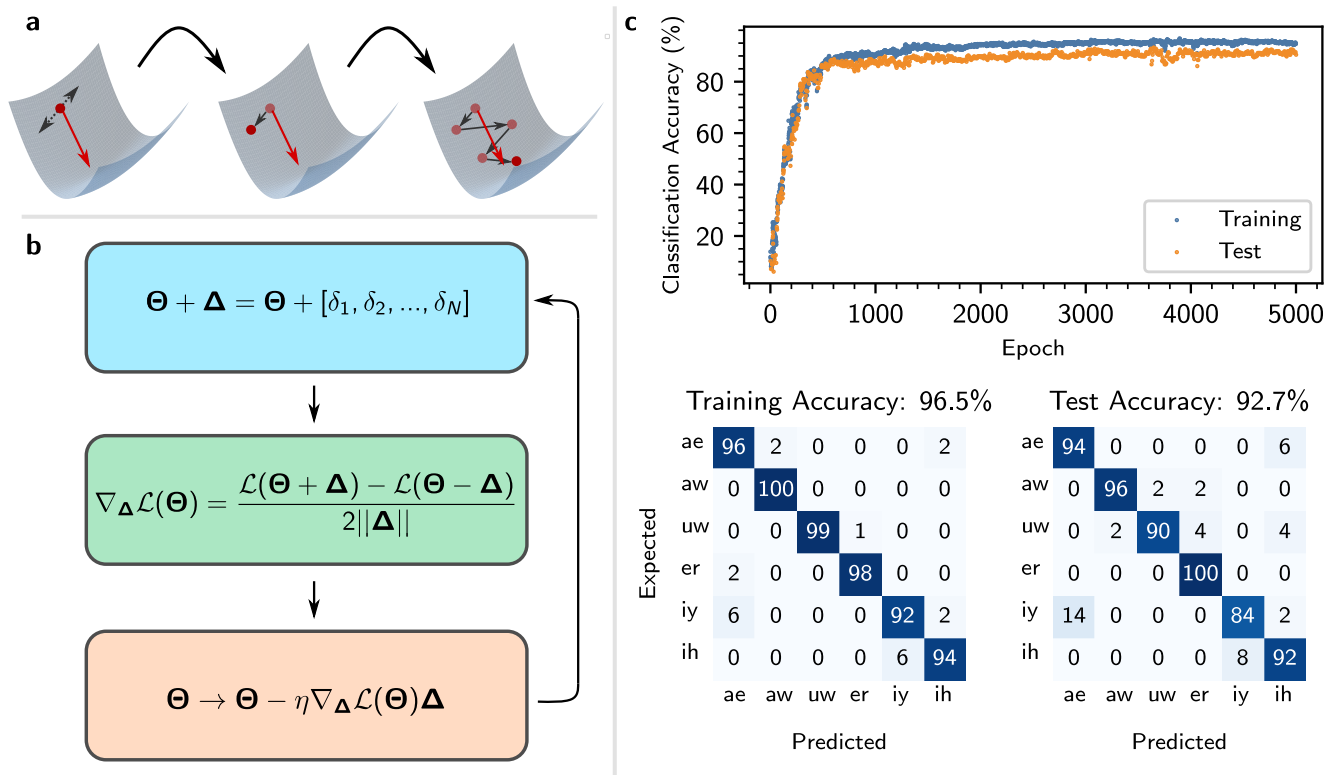 a
b
𝚯 + 𝚫 = 𝚯 + [δ₁, δ₂, ..., δ_N]
∇_𝚫 ℒ(𝚯) = (ℒ(𝚯 + 𝚫) − ℒ(𝚯 − 𝚫)) / (2||𝚫||)
𝚯 → 𝚯 − η∇_𝚫 ℒ(𝚯)𝚫
c
Classification Accuracy (%)
80
60
40
20
Training
Test
0 1000 2000 3000 4000 5000
Epoch
Training Accuracy: 96.5%
Expected
ae 96 2 0 0 0 2
aw 0 100 0 0 0 0
uw 0 0 99 1 0 0
er 2 0 0 98 0 0
iy 6 0 0 0 92 2
ih 0 0 0 0 6 94
ae aw uw er iy ih
Predicted
Test Accuracy: 92.7%
ae 94 0 0 0 0 6
aw 0 96 2 2 0 0
uw 0 2 90 4 0 4
er 0 0 0 100 0 0
iy 14 0 0 0 84 2
ih 0 0 0 0 8 92
ae aw uw er iy ih
Predicted